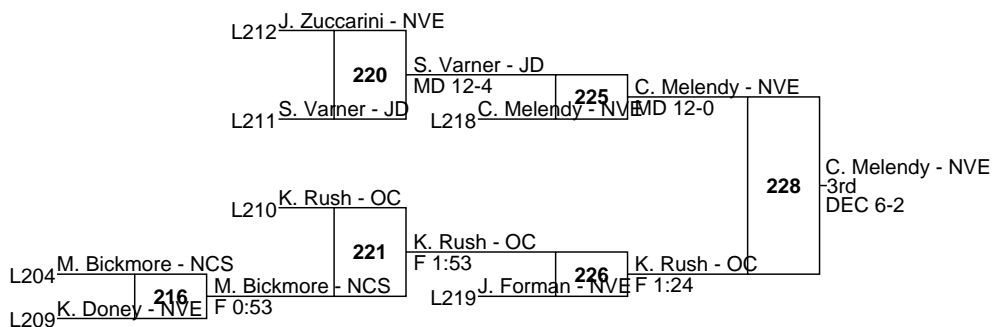 J. Zuccarini - NVE
L212
220
S. Varner - JD
MD 12-4
S. Varner - JD
L211
225
C. Melendy - NVE
L218
C. Melendy - NVE
MD 12-0
228
C. Melendy - NVE
3rd
DEC 6-2
K. Rush - OC
L210
221
K. Rush - OC
F 1:53
M. Bickmore - NCS
L204
216
K. Doney - NVE
L209
M. Bickmore - NCS
F 0:53
226
J. Forman - NVE
L219
K. Rush - OC
F 1:24